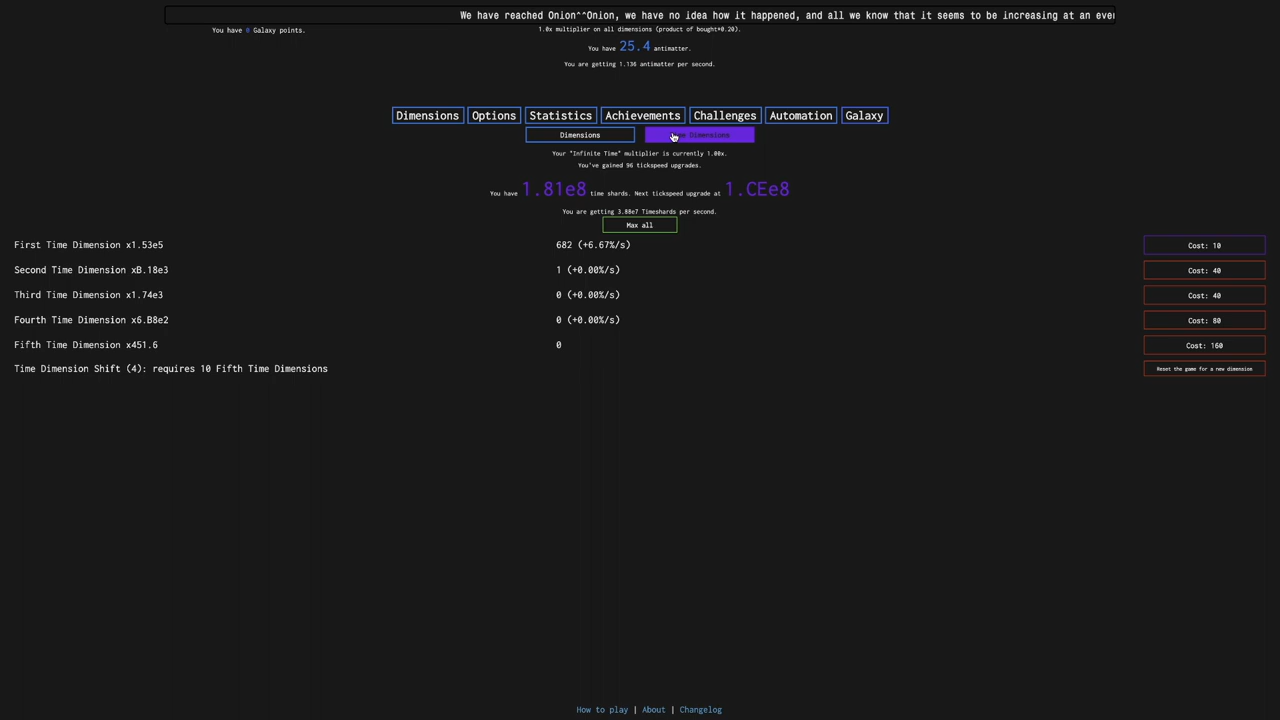 We have reached Onion^^Onion, we have no idea how it happened, and all we know that it seems to be increasing at an ever
You have 0 Galaxy points.
1.0x multiplier on all dimensions (product of bought*0.20).
You have 25.4 antimatter.
You are getting 1.136 antimatter per second.
Dimensions Options Statistics Achievements Challenges Automation Galaxy
Dimensions Time Dimensions
Your "Infinite Time" multiplier is currently 1.00x.
You've gained 96 tickspeed upgrades.
You have 1.81e8 time shards. Next tickspeed upgrade at 1.CEe8
You are getting 3.88e7 Timeshards per second.
Max all
First Time Dimension x1.53e5 682 (+6.67%/s) Cost: 10
Second Time Dimension xB.18e3 1 (+0.00%/s) Cost: 40
Third Time Dimension x1.74e3 0 (+0.00%/s) Cost: 40
Fourth Time Dimension x6.B8e2 0 (+0.00%/s) Cost: 80
Fifth Time Dimension x451.6 0 Cost: 160
Time Dimension Shift (4): requires 10 Fifth Time Dimensions Reset the game for a new dimension
How to play | About | Changelog